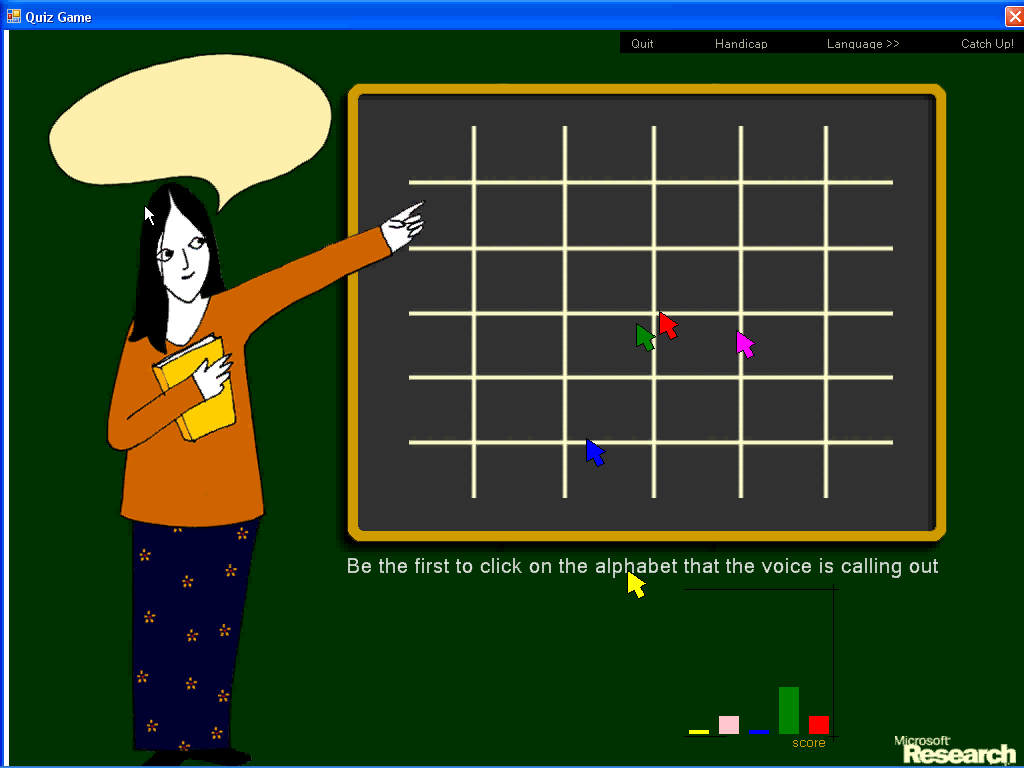 Quiz Game
Quit Handicap Language >> Catch Up!
Be the first to click on the alphabet that the voice is calling out
score
Microsoft
Research